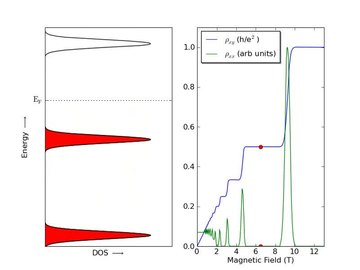 E_F
Energy →
DOS →
ρ_xy (h/e²)
ρ_xx (arb units)
1.0
0.8
0.6
0.4
0.2
0.0
0 2 4 6 8 10 12
Magnetic Field (T)